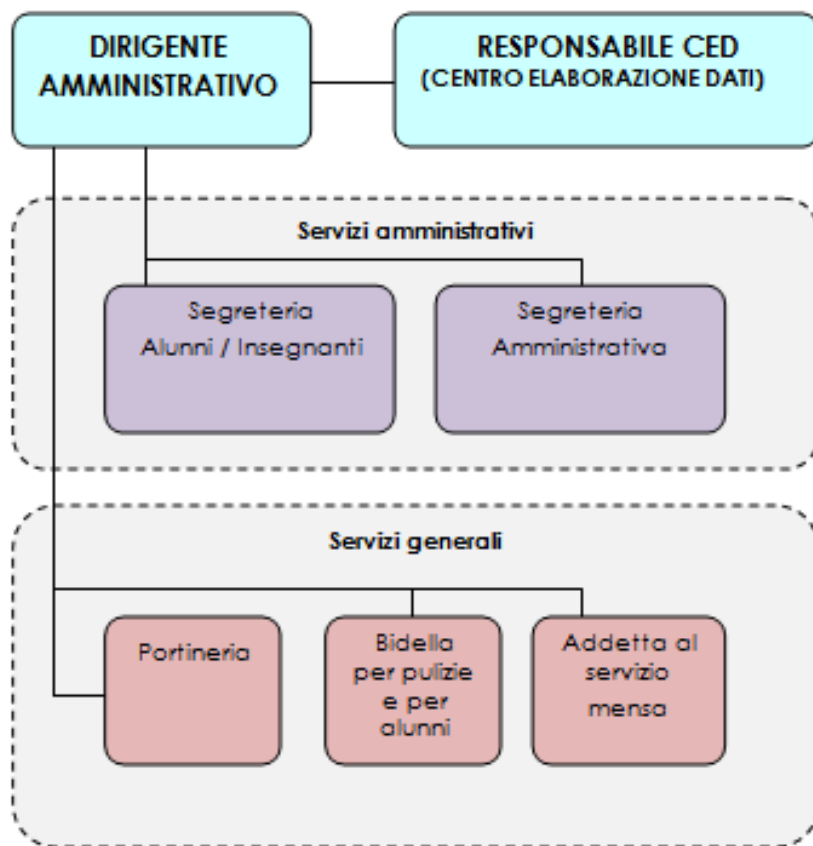 DIRIGENTE
AMMINISTRATIVO
RESPONSABILE CED
(CENTRO ELABORAZIONE DATI)
Servizi amministrativi
Segreteria
Alunni / Insegnanti
Segreteria
Amministrativa
Servizi generali
Portineria
Bidella
per pulizie
e per
alunni
Addetta al
servizio
mensa